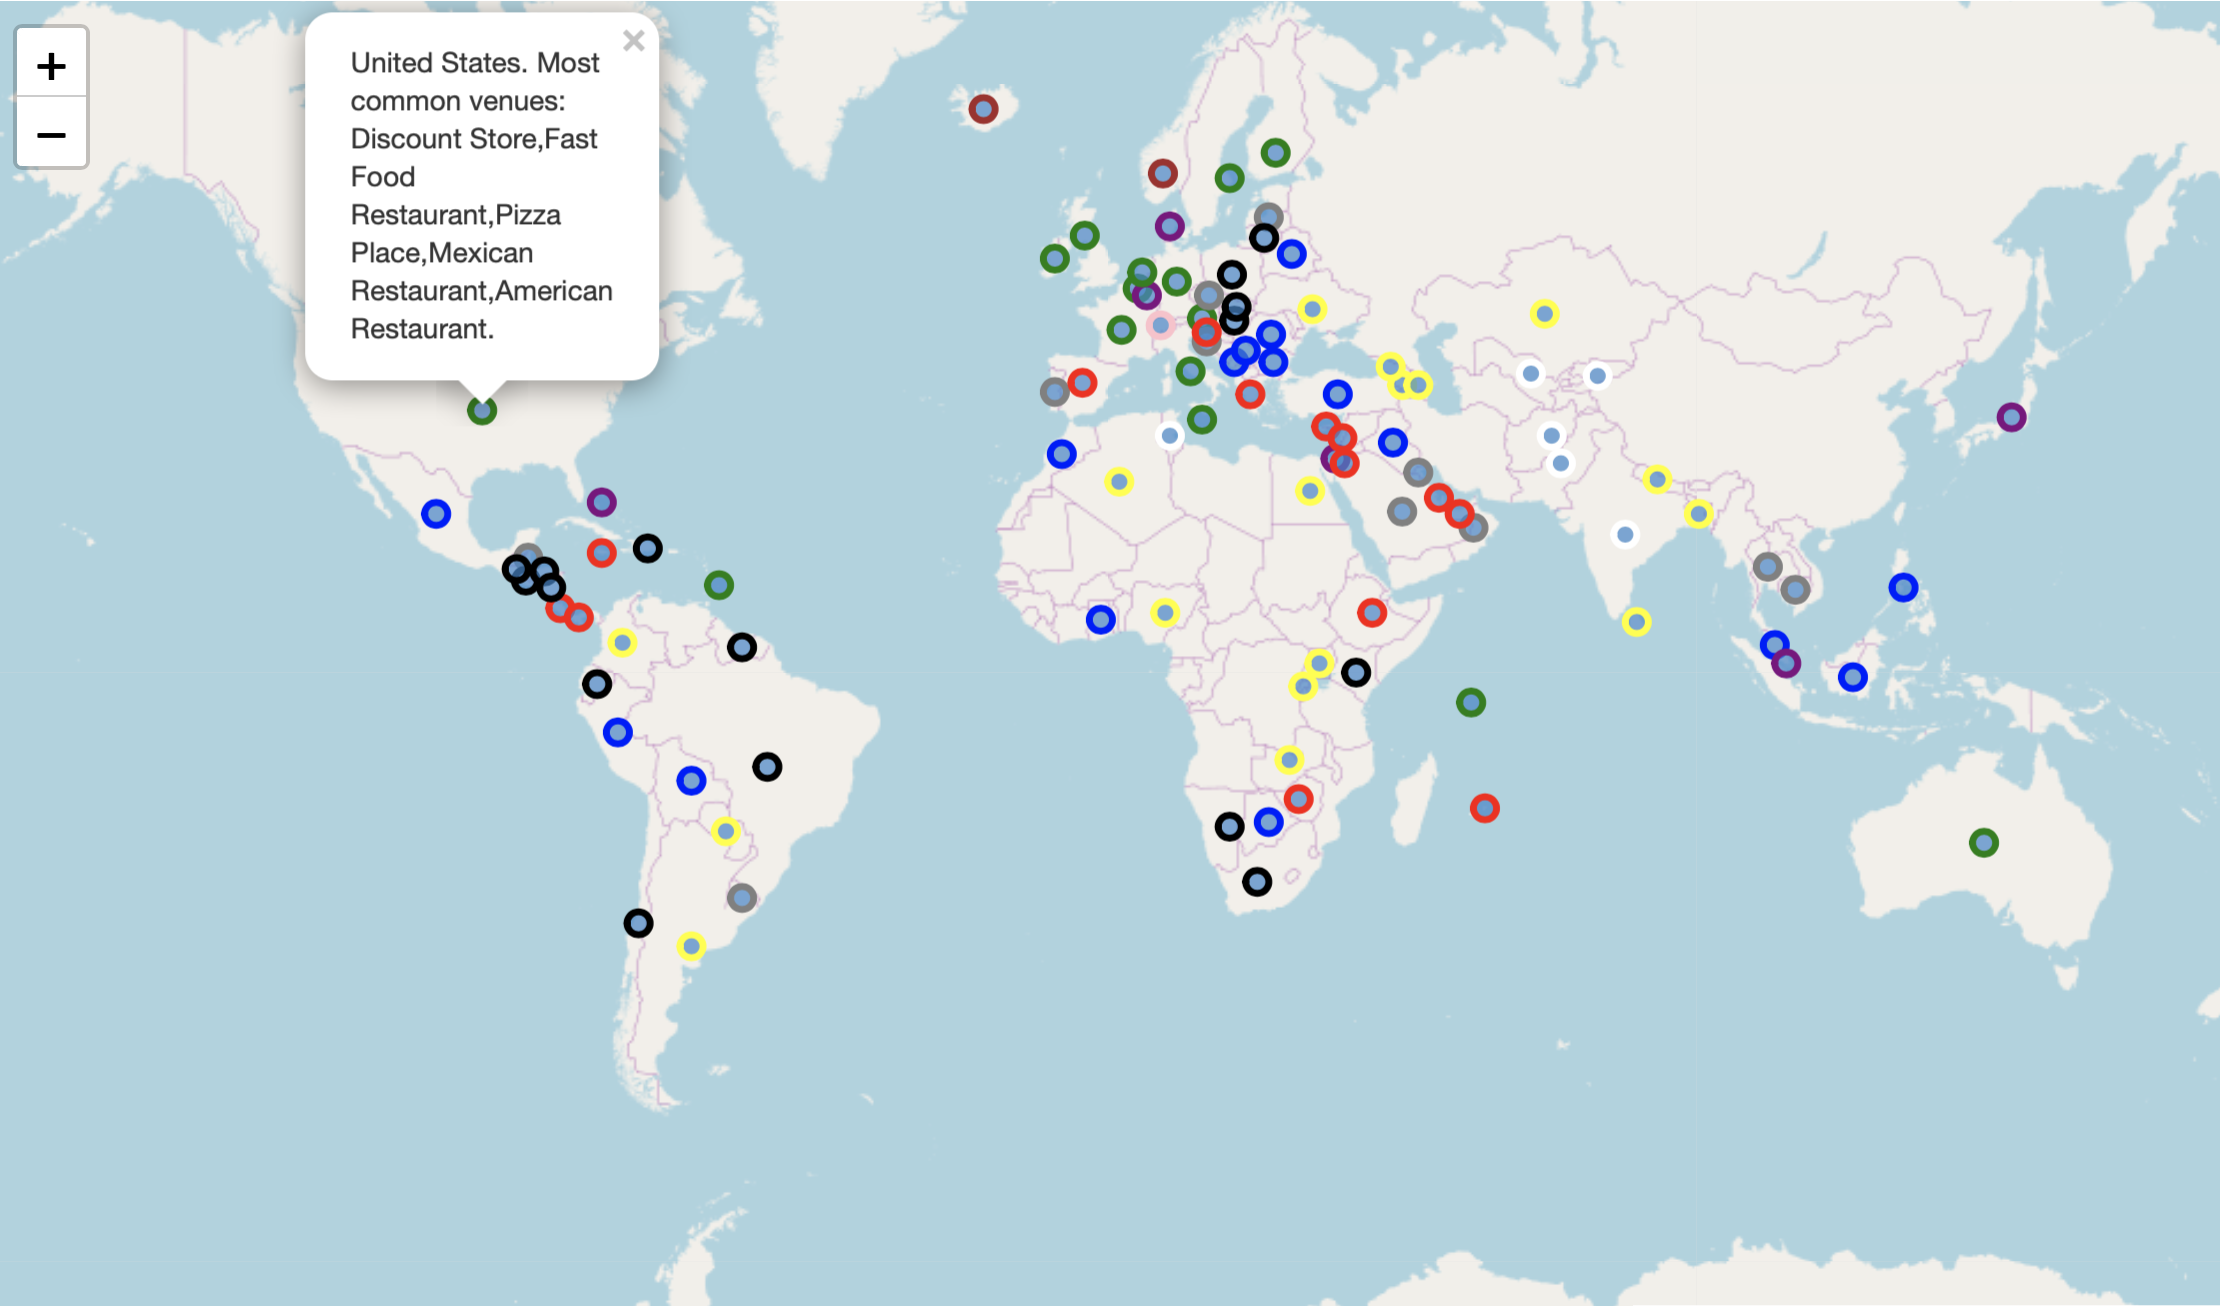 +
−
×
United States. Most
common venues:
Discount Store,Fast
Food
Restaurant,Pizza
Place,Mexican
Restaurant,American
Restaurant.